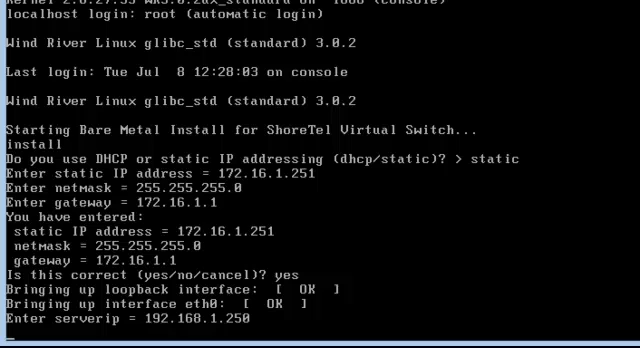 localhost login: root (automatic login)
Wind River Linux glibc_std (standard) 3.0.2
Last login: Tue Jul  8 12:28:03 on console
Wind River Linux glibc_std (standard) 3.0.2
Starting Bare Metal Install for ShoreTel Virtual Switch...
install
Do you use DHCP or static IP addressing (dhcp/static)? > static
Enter static IP address = 172.16.1.251
Enter netmask = 255.255.255.0
Enter gateway = 172.16.1.1
You have entered:
 static IP address = 172.16.1.251
 netmask = 255.255.255.0
 gateway = 172.16.1.1
Is this correct (yes/no/cancel)? yes
Bringing up loopback interface:  [  OK  ]
Bringing up interface eth0:  [  OK  ]
Enter serverip = 192.168.1.250
_